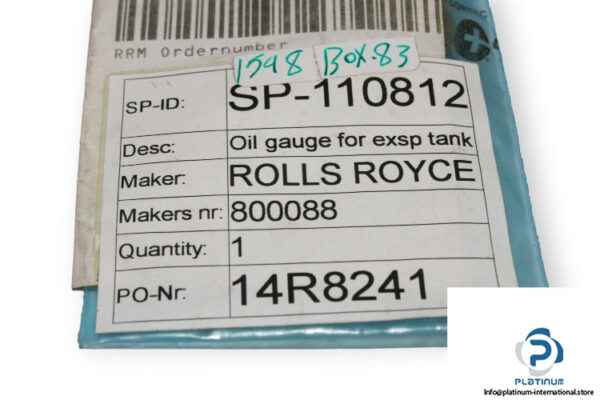 RRM Ordernumber
1598 BOX.83
SP-ID: SP-110812
Desc: Oil gauge for exsp tank
Maker: ROLLS ROYCE
Makers nr: 800088
Quantity: 1
PO-Nr: 14R8241
PLATINUM
Info@platinum-international.store